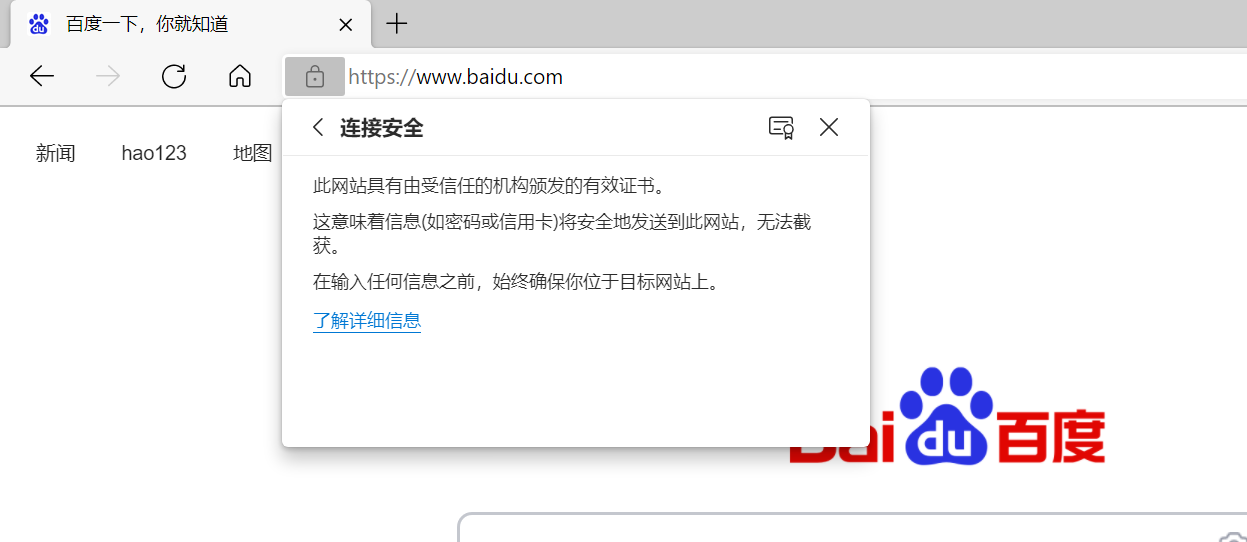 百度一下，你就知道
https://www.baidu.com
连接安全
新闻
hao123
地图
此网站具有由受信任的机构颁发的有效证书。
这意味着信息(如密码或信用卡)将安全地发送到此网站，无法截
获。
在输入任何信息之前，始终确保你位于目标网站上。
了解详细信息
Bai du 百度